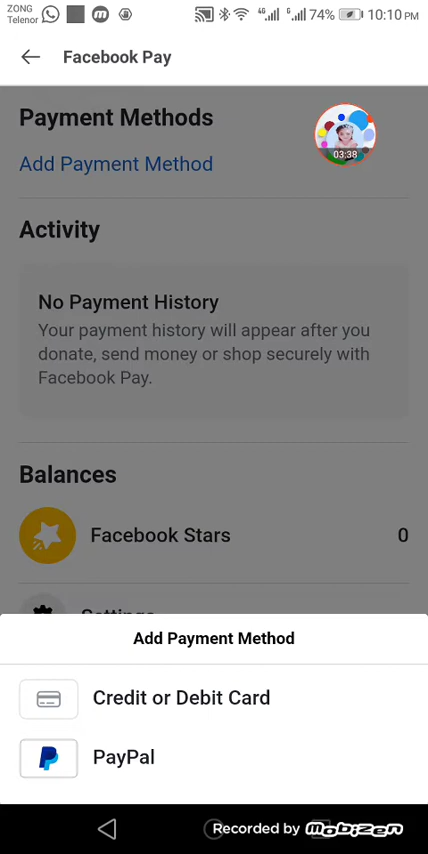 ZONG
Telenor
4G
G
74%
10:10 PM
Facebook Pay
Payment Methods
03:38
Add Payment Method
Activity
No Payment History
Your payment history will appear after you
donate, send money or shop securely with
Facebook Pay.
Balances
Facebook Stars
0
Settings
Add Payment Method
Credit or Debit Card
PayPal
Recorded by mobizen